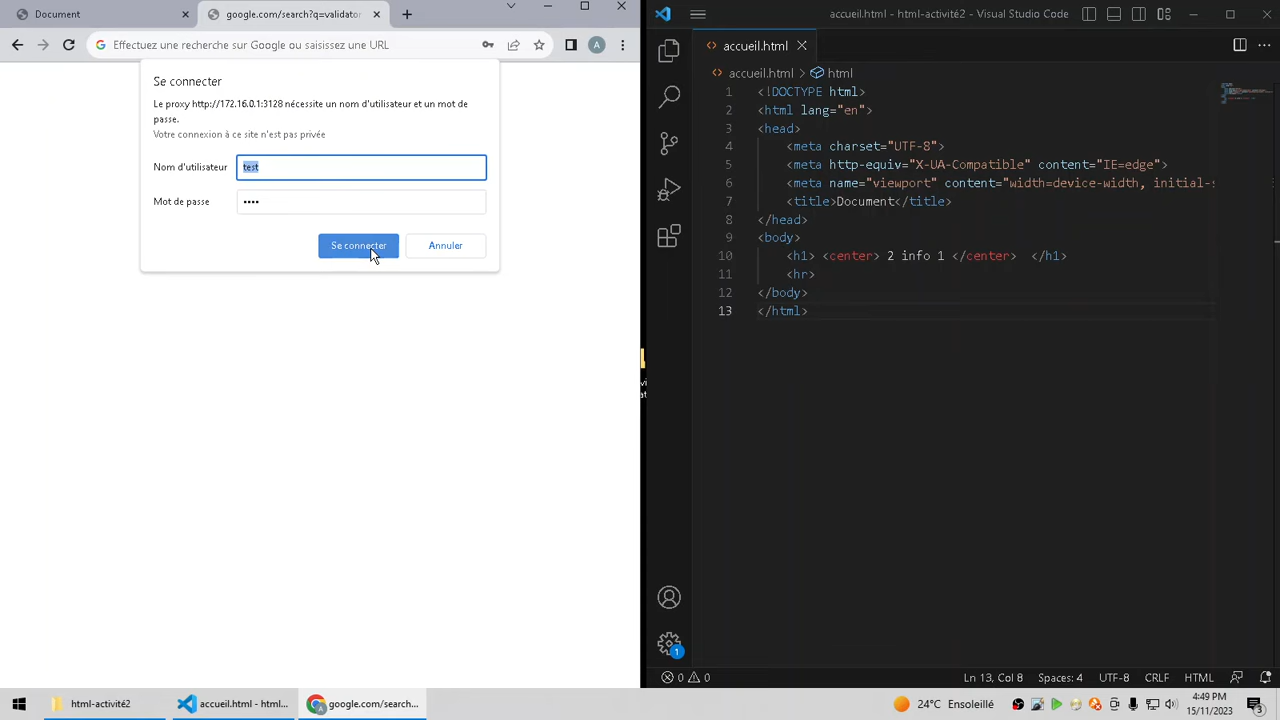 Document
google.com/search?q=validator
Effectuez une recherche sur Google ou saisissez une URL
A
Se connecter
Le proxy http://172.16.0.1:3128 nécessite un nom d'utilisateur et un mot de
passe.
Votre connexion à ce site n'est pas privée
Nom d'utilisateur
test
Mot de passe
••••
Se connecter
Annuler
accueil.html - html-activité2 - Visual Studio Code
accueil.html
accueil.html > html
1 <!DOCTYPE html>
2 <html lang="en">
3 <head>
4 <meta charset="UTF-8">
5 <meta http-equiv="X-UA-Compatible" content="IE=edge">
6 <meta name="viewport" content="width=device-width, initial-s
7 <title>Document</title>
8 </head>
9 <body>
10 <h1> <center> 2 info 1 </center> </h1>
11 <hr>
12 </body>
13 </html>
1
0 0
Ln 13, Col 8
Spaces: 4
UTF-8
CRLF
HTML
html-activité2
accueil.html - html...
A
google.com/search...
24°C Ensoleillé
4:49 PM
15/11/2023
3